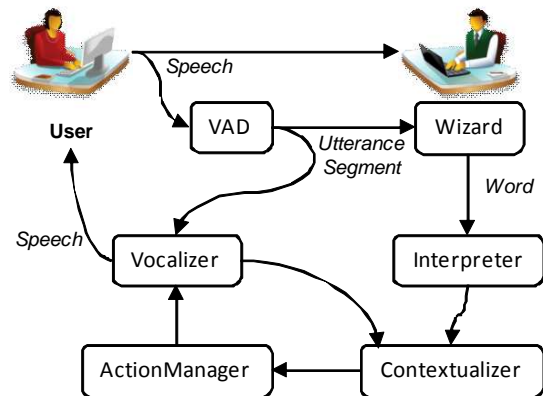 Speech
User
VAD
Utterance
Segment
Wizard
Word
Speech
Vocalizer
Interpreter
ActionManager
Contextualizer